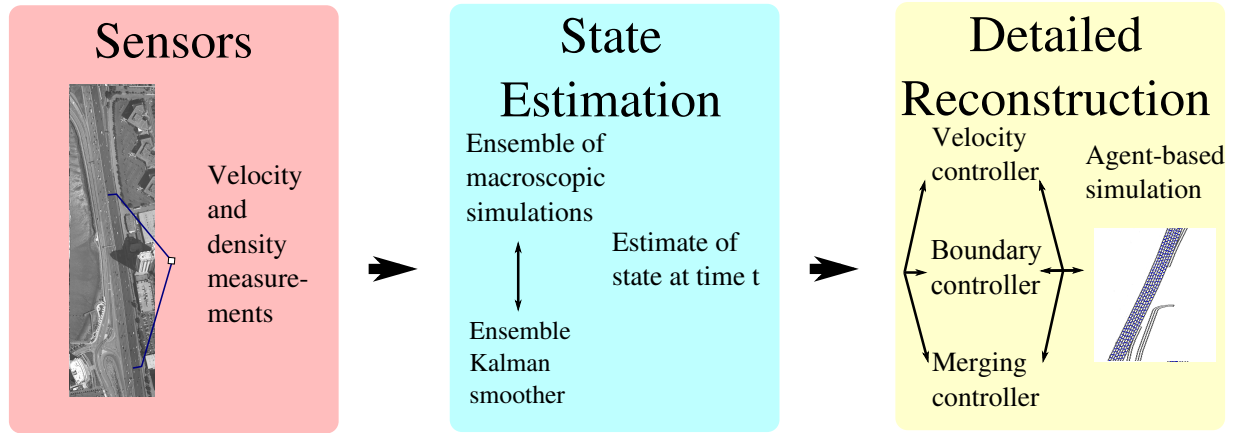 Sensors
Velocity
and
density
measure-
ments
State
Estimation
Ensemble of
macroscopic
simulations
Estimate of
state at time t
Ensemble
Kalman
smoother
Detailed
Reconstruction
Velocity
controller
Agent-based
simulation
Boundary
controller
Merging
controller